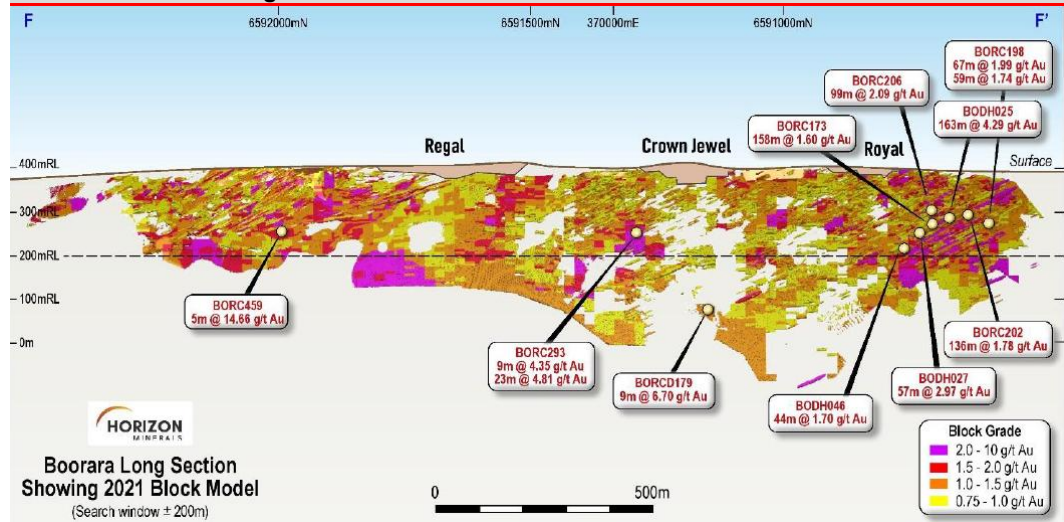 F
6592000mN
6591500mN
370000mE
6591000mN
F'
BORC198
67m @ 1.99 g/t Au
59m @ 1.74 g/t Au
BORC206
99m @ 2.09 g/t Au
BODH025
163m @ 4.29 g/t Au
BORC173
158m @ 1.60 g/t Au
Regal
Crown Jewel
Royal
400mRL
Surface
300mRL
200mRL
100mRL
0m
BORC459
5m @ 14.66 g/t Au
BORC293
9m @ 4.35 g/t Au
23m @ 4.81 g/t Au
BORCD179
9m @ 6.70 g/t Au
BORC202
136m @ 1.78 g/t Au
BODH027
57m @ 2.97 g/t Au
BODH046
44m @ 1.70 g/t Au
HORIZON
MINERALS
Boorara Long Section
Showing 2021 Block Model
(Search window ± 200m)
0
500m
Block Grade
2.0 - 10 g/t Au
1.5 - 2.0 g/t Au
1.0 - 1.5 g/t Au
0.75 - 1.0 g/t Au